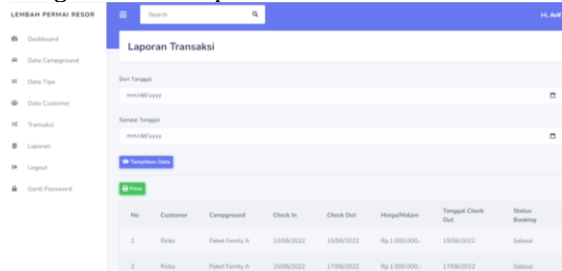 LEMBAH PERMAI RESOR
Search
Hi, Arif
Dashboard
Data Campground
Data Tipe
Data Customer
Transaksi
Laporan
Logout
Ganti Password
Laporan Transaksi
Dari Tanggal
mm/dd/yyyy
Sampai Tanggal
mm/dd/yyyy
Tampilkan Data
Print
No Customer Campground Check In Check Out Harga/Malam Tanggal Check Out Status Booking
1 Risko Paket Family A 13/06/2022 15/06/2022 Rp.1.000.000,- 15/06/2022 Selesai
2 Risko Paket Family A 15/06/2022 17/06/2022 Rp.1.000.000,- 17/06/2022 Selesai